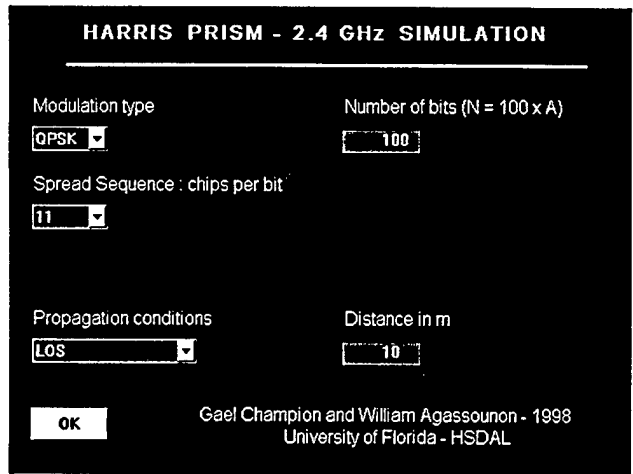 HARRIS PRISM - 2.4 GHz SIMULATION
Modulation type
Number of bits (N = 100 x A)
QPSK
100
Spread Sequence : chips per bit
11
Propagation conditions
Distance in m
LOS
10
OK
Gael Champion and William Agassounon - 1998
University of Florida - HSDAL